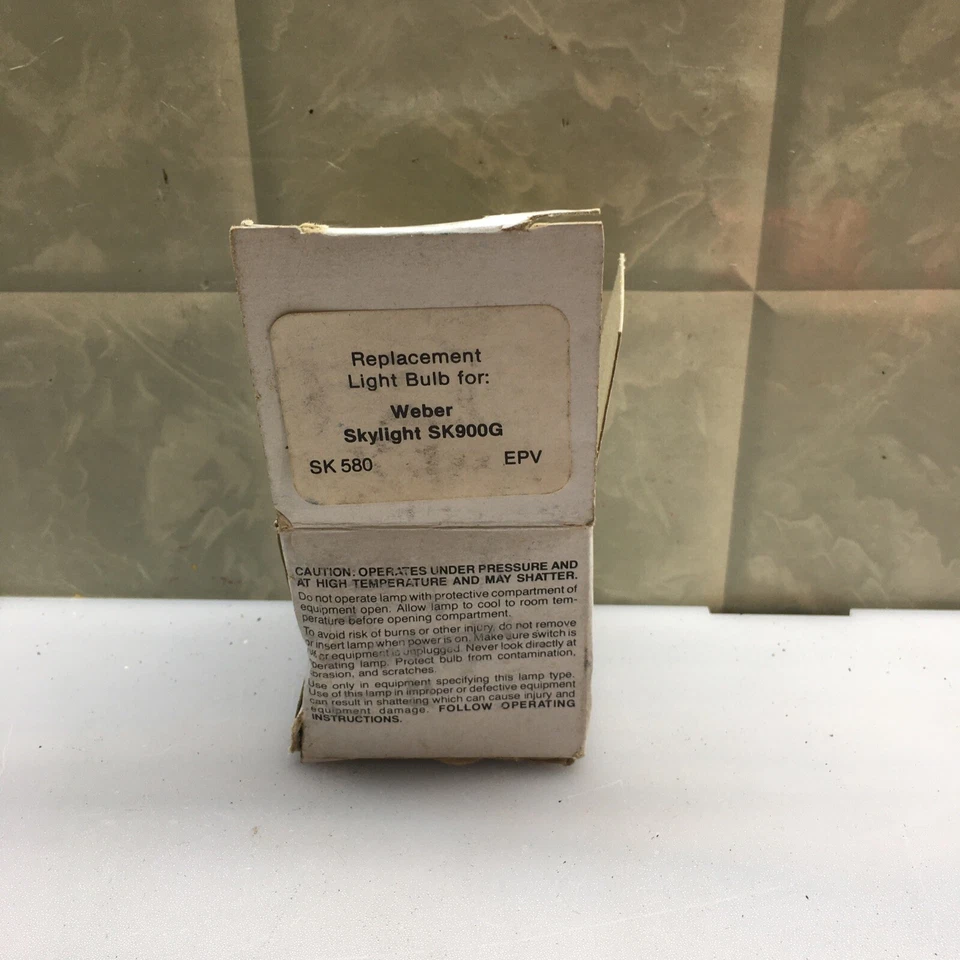 Replacement
Light Bulb for:
Weber
Skylight SK900G
SK 580 EPV
CAUTION: OPERATES UNDER PRESSURE AND
AT HIGH TEMPERATURE AND MAY SHATTER.
Do not operate lamp with protective compartment of
equipment open. Allow lamp to cool to room tem-
perature before opening compartment.
To avoid risk of burns or other injury, do not remove
or insert lamp when power is on. Make sure switch is
or equipment is unplugged. Never look directly at
operating lamp. Protect bulb from contamination,
abrasion, and scratches.
Use only in equipment specifying this lamp type.
Use of this lamp in improper or defective equipment
can result in shattering which can cause injury and
equipment damage. FOLLOW OPERATING
INSTRUCTIONS.